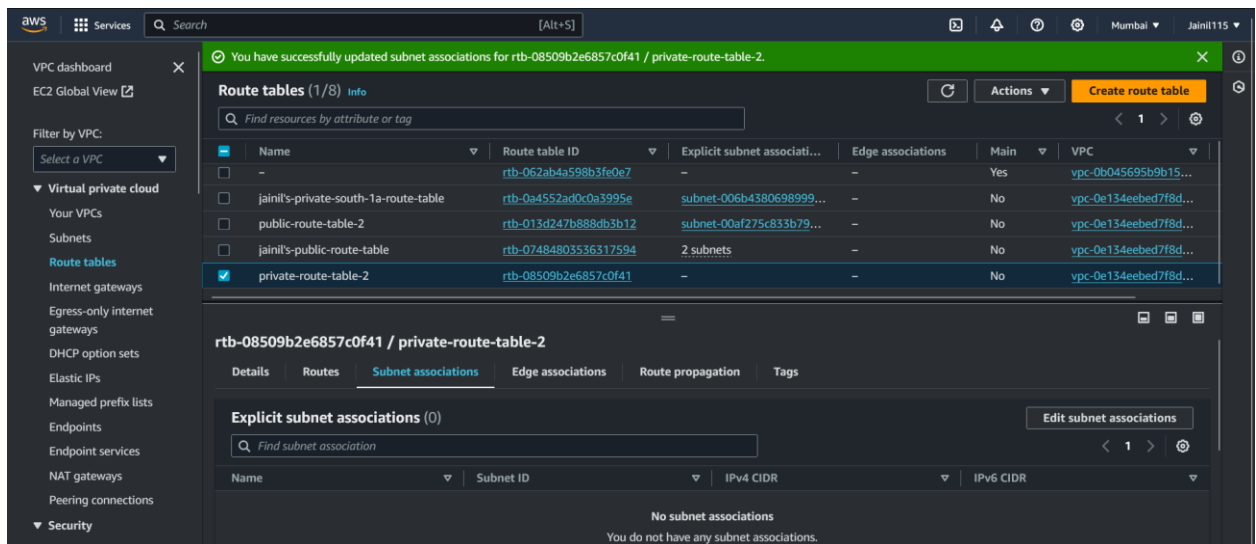 aws Services Search [Alt+S] Mumbai Jainil115
VPC dashboard
EC2 Global View
Filter by VPC:
Select a VPC
Virtual private cloud
Your VPCs
Subnets
Route tables
Internet gateways
Egress-only internet
gateways
DHCP option sets
Elastic IPs
Managed prefix lists
Endpoints
Endpoint services
NAT gateways
Peering connections
Security
You have successfully updated subnet associations for rtb-08509b2e6857c0f41 / private-route-table-2.
Route tables (1/8) Info Actions Create route table
Find resources by attribute or tag 1
Name Route table ID Explicit subnet associati... Edge associations Main VPC
– rtb-062ab4a598b3fe0e7 – – Yes vpc-0b045695b9b15...
jainil's-private-south-1a-route-table rtb-0a4552ad0c0a3995e subnet-006b4380698999... – No vpc-0e134eebed7f8d...
public-route-table-2 rtb-013d247b888db3b12 subnet-00af275c833b79... – No vpc-0e134eebed7f8d...
jainil's-public-route-table rtb-07484803536317594 2 subnets – No vpc-0e134eebed7f8d...
private-route-table-2 rtb-08509b2e6857c0f41 – – No vpc-0e134eebed7f8d...
rtb-08509b2e6857c0f41 / private-route-table-2
Details Routes Subnet associations Edge associations Route propagation Tags
Explicit subnet associations (0) Edit subnet associations
Find subnet association 1
Name Subnet ID IPv4 CIDR IPv6 CIDR
No subnet associations
You do not have any subnet associations.